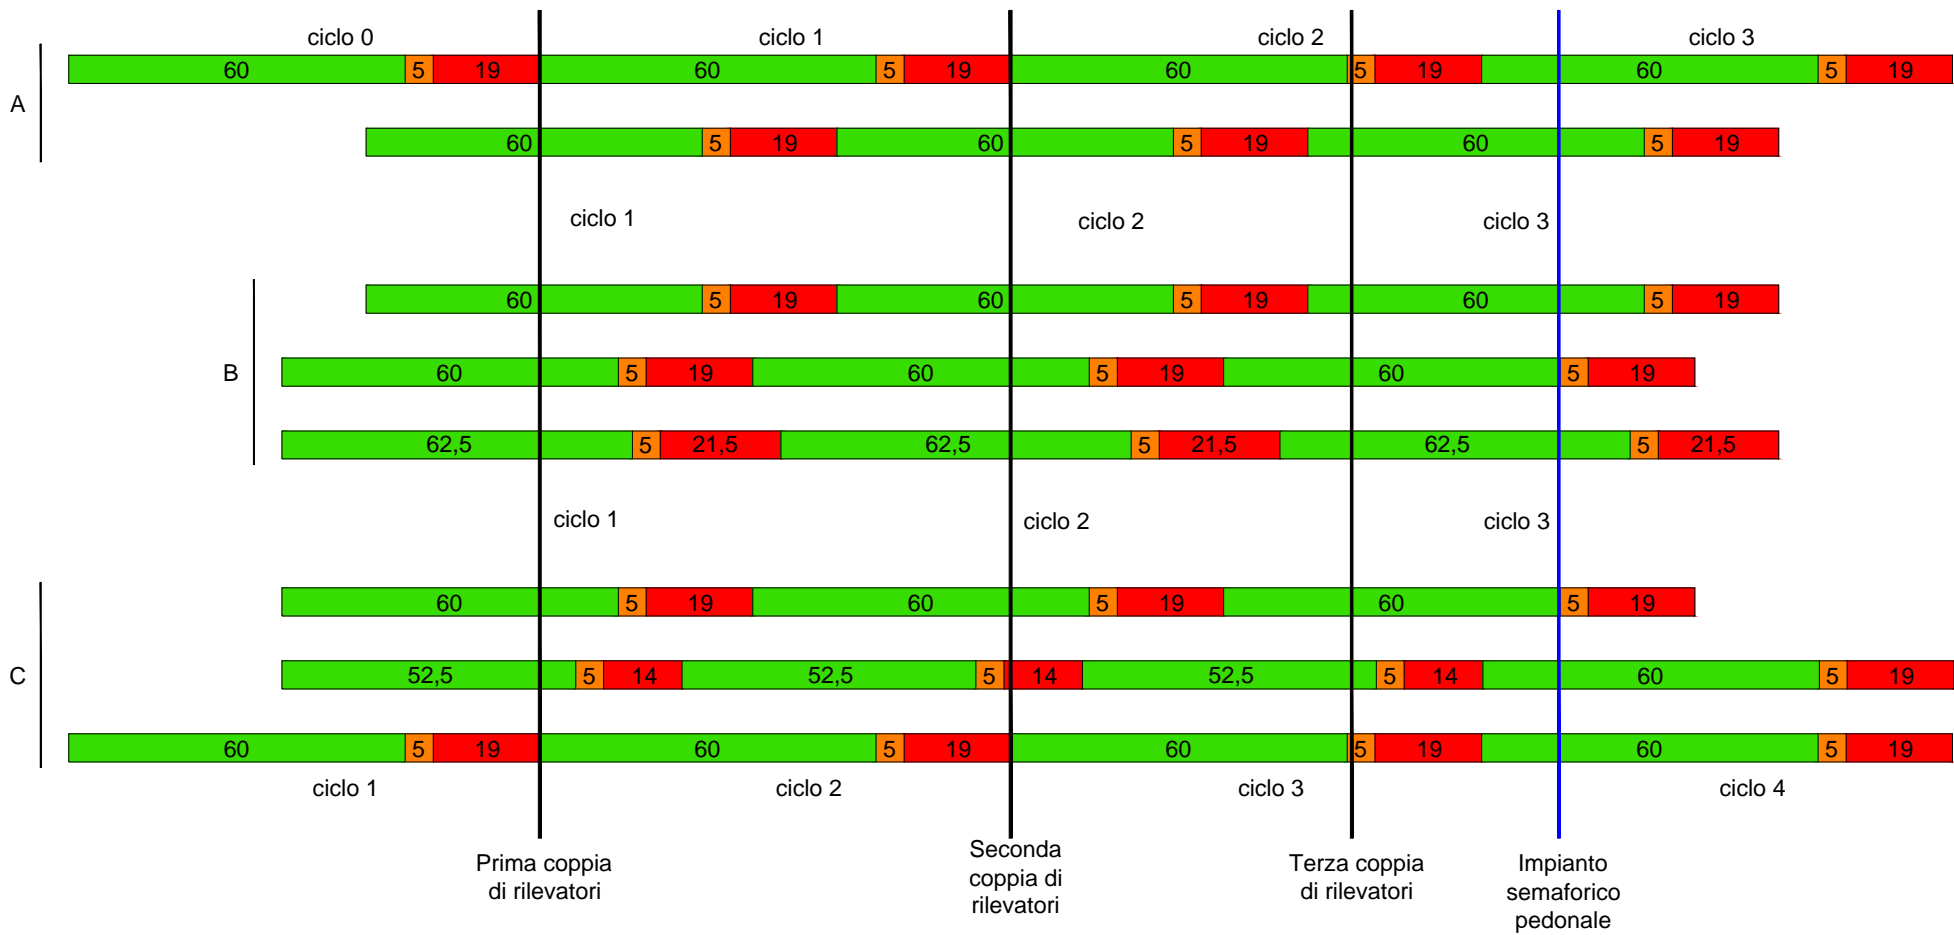 ciclo 0 ciclo 1 ciclo 2 ciclo 3
60 5 19 60 5 19 60 5 19 60 5 19
A
60 5 19 60 5 19 60 5 19
ciclo 1 ciclo 2 ciclo 3
60 5 19 60 5 19 60 5 19
B
60 5 19 60 5 19 60 5 19
62,5 5 21,5 62,5 5 21,5 62,5 5 21,5
ciclo 1 ciclo 2 ciclo 3
60 5 19 60 5 19 60 5 19
C
52,5 5 14 52,5 5 14 52,5 5 14 60 5 19
60 5 19 60 5 19 60 5 19 60 5 19
ciclo 1 ciclo 2 ciclo 3 ciclo 4
Prima coppia
di rilevatori
Seconda
coppia di
rilevatori
Terza coppia
di rilevatori
Impianto
semaforico
pedonale